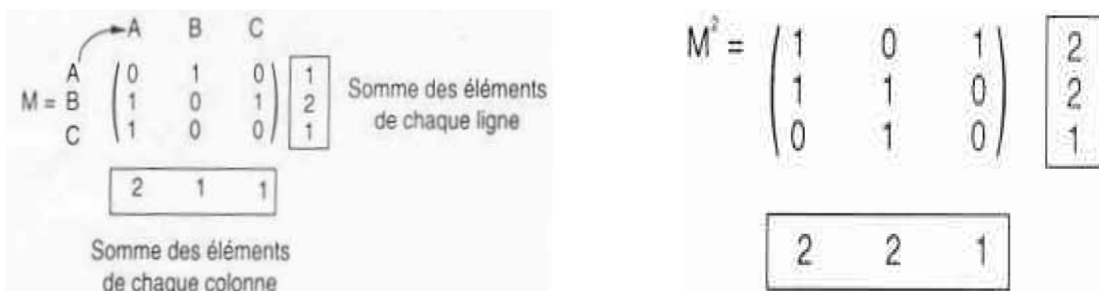 A B C
A 0 1 0 1
M = B 1 0 1 2
C 1 0 0 1
Somme des éléments
de chaque ligne
2 1 1
Somme des éléments
de chaque colonne
M² = 1 0 1 2
1 1 0 2
0 1 0 1
2 2 1